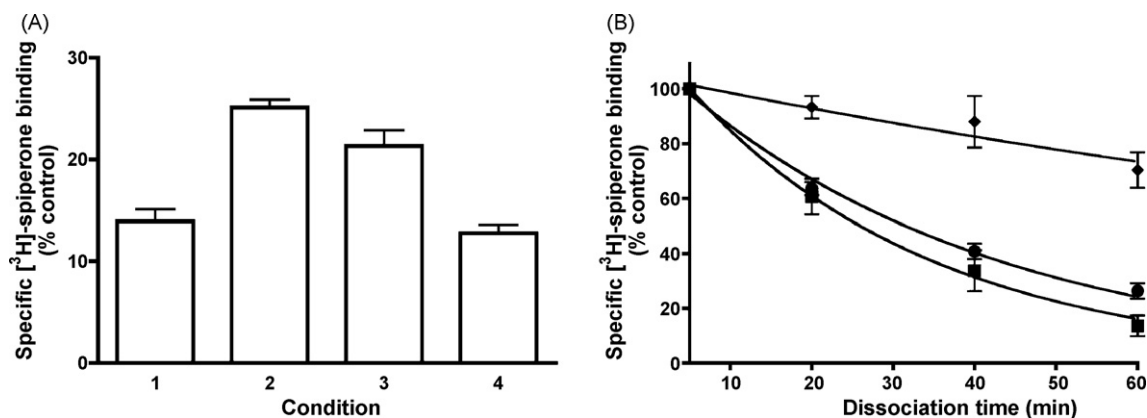 (A)
Specific [³H]-spiperone binding
(% control)
30
20
10
0
1 2 3 4
Condition
(B)
Specific [³H]-spiperone binding
(% control)
100
80
60
40
20
0
10 20 30 40 50 60
Dissociation time (min)